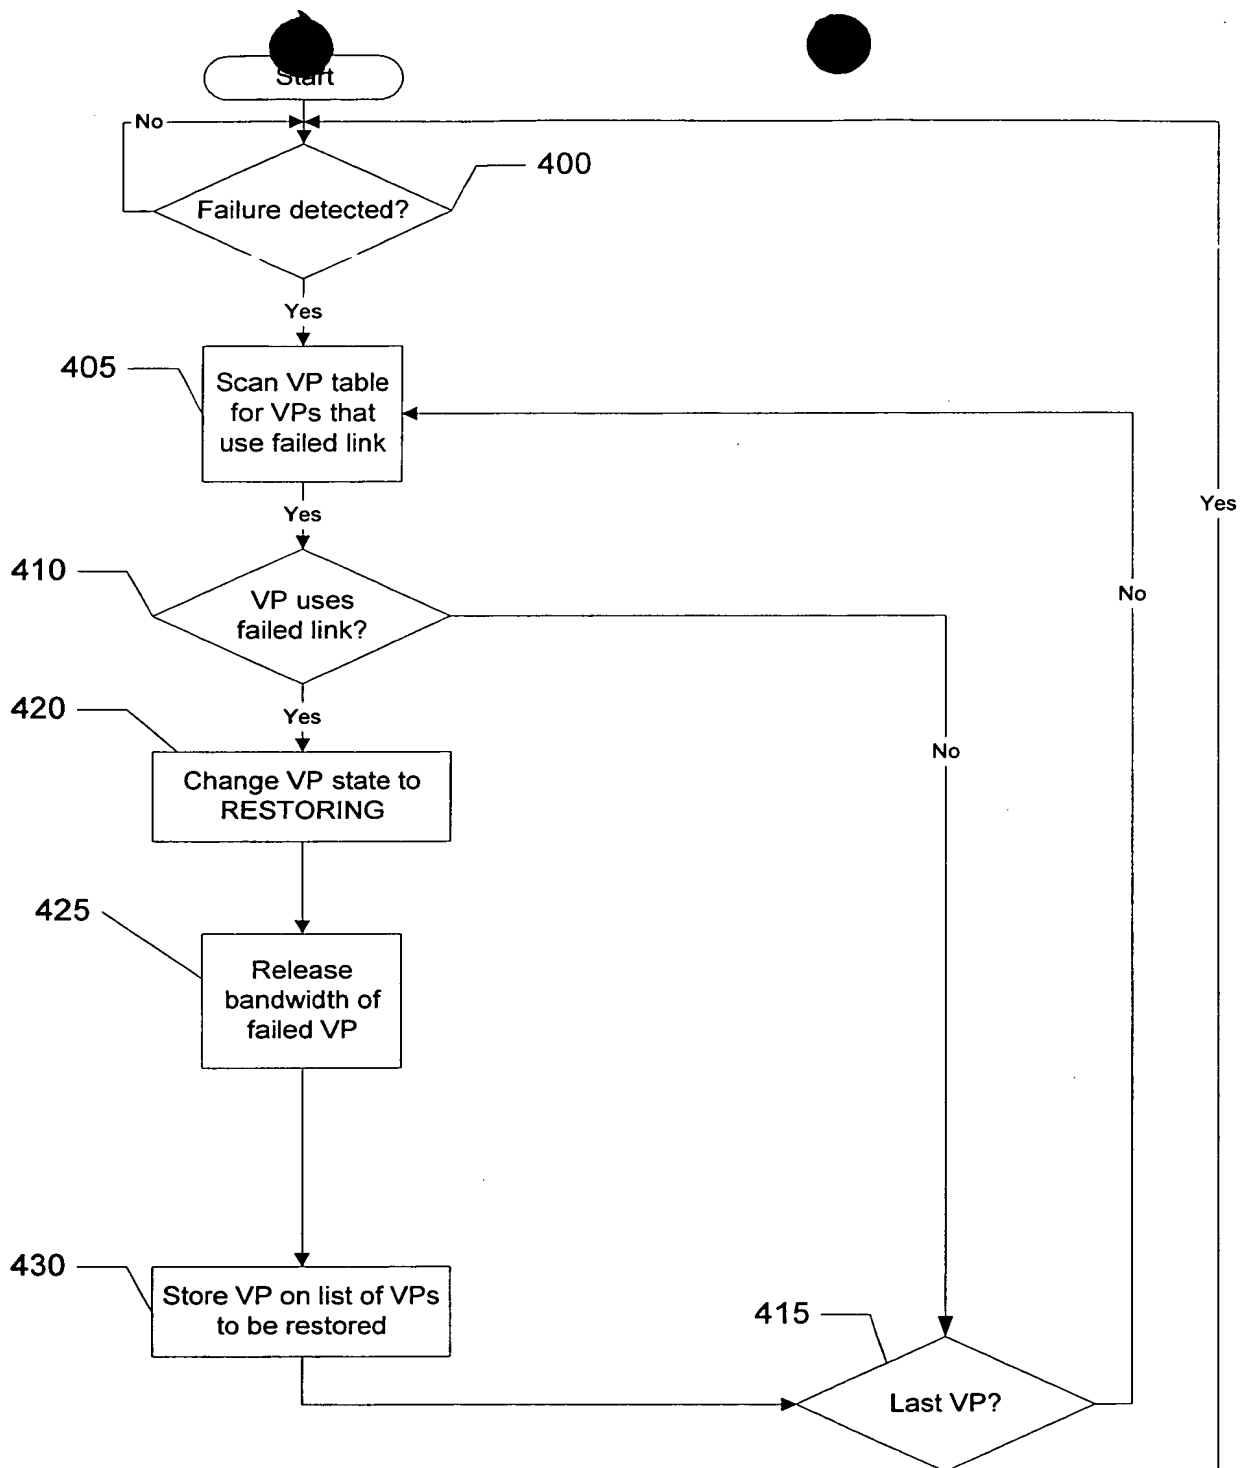 Start
No
400
Failure detected?
Yes
405
Scan VP table
for VPs that
use failed link
Yes
Yes
410
VP uses
failed link?
No
420
Yes
No
Change VP state to
RESTORING
425
Release
bandwidth of
failed VP
430
Store VP on list of VPs
to be restored
415
Last VP?